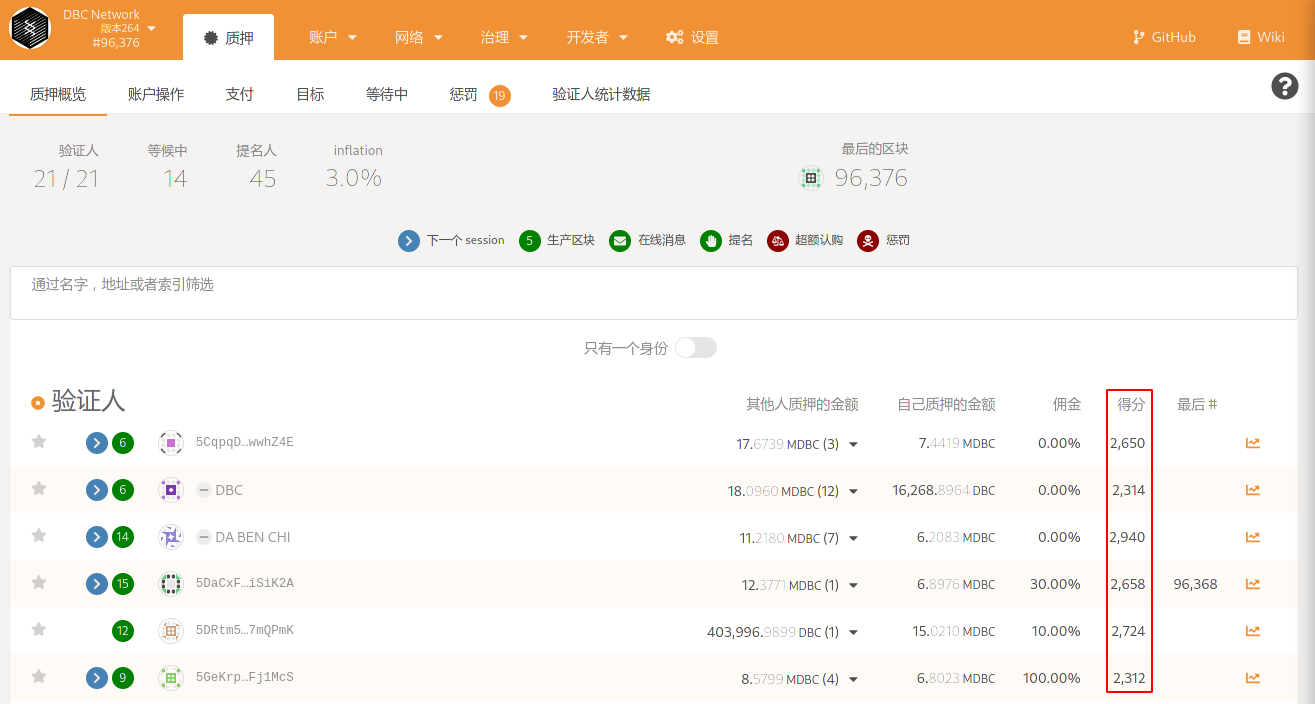 DBC Network
版本264
#96,376
质押
账户
网络
治理
开发者
设置
GitHub
Wiki
质押概览
账户操作
支付
目标
等待中
惩罚 19
验证人统计数据
验证人 等候中 提名人 inflation 最后的区块
21 / 21 14 45 3.0% 96,376
下一个 session 5 生产区块 在线消息 提名 超额认购 惩罚
通过名字，地址或者索引筛选
只有一个身份
验证人 其他人质押的金额 自己质押的金额 佣金 得分 最后 #
6 5CqpqD…wwhZ4E 17.6739 MDBC (3) 7.4419 MDBC 0.00% 2,650
6 DBC 18.0960 MDBC (12) 16,268.8964 DBC 0.00% 2,314
14 DA BEN CHI 11.2180 MDBC (7) 6.2083 MDBC 0.00% 2,940
15 5DaCxF…iSiK2A 12.3771 MDBC (1) 6.8976 MDBC 30.00% 2,658 96,368
12 5DRtm5…7mQPmK 403,996.9899 DBC (1) 15.0210 MDBC 10.00% 2,724
9 5GeKrp…Fj1McS 8.5799 MDBC (4) 6.8023 MDBC 100.00% 2,312